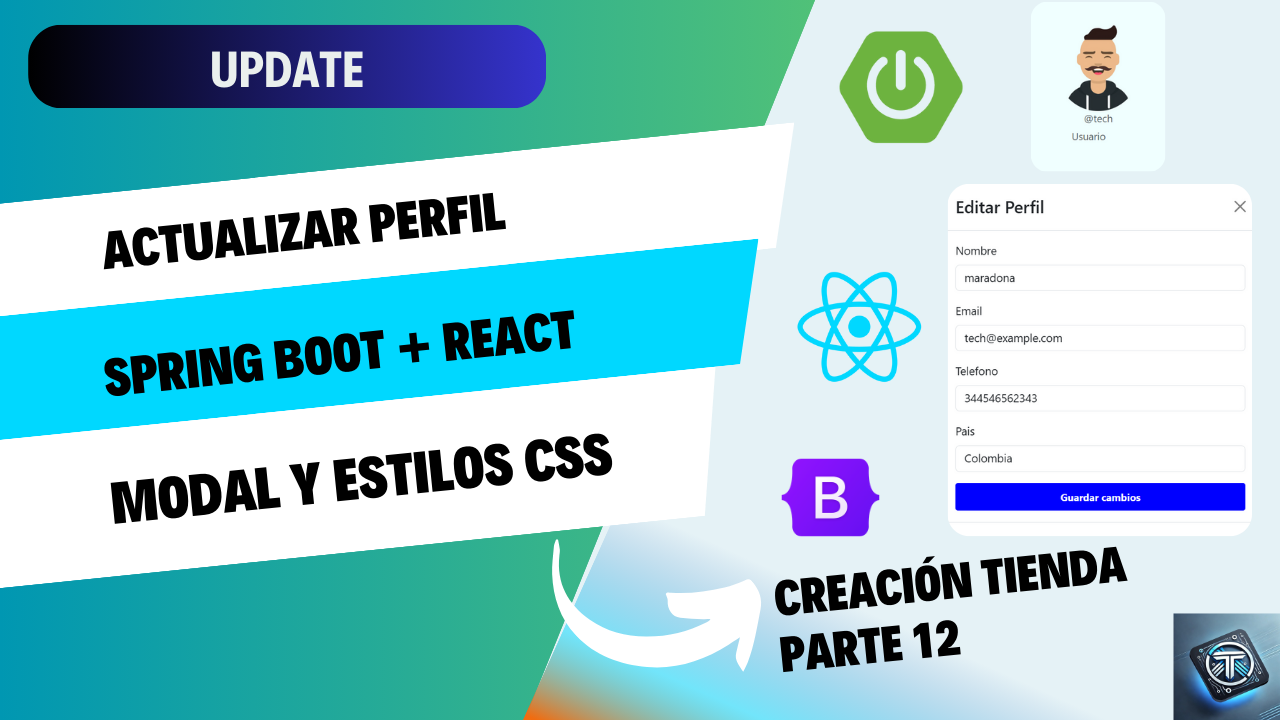 UPDATE
ACTUALIZAR PERFIL
SPRING BOOT + REACT
MODAL Y ESTILOS CSS
CREACIÓN TIENDA
PARTE 12
@tech
Usuario
Editar Perfil
Nombre
maradona
Email
tech@example.com
Telefono
344546562343
Pais
Colombia
Guardar cambios
B